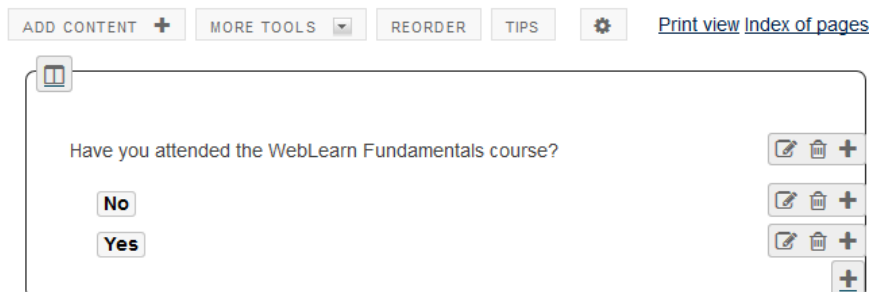 ADD CONTENT MORE TOOLS REORDER TIPS Print view Index of pages
Have you attended the WebLearn Fundamentals course?
No
Yes